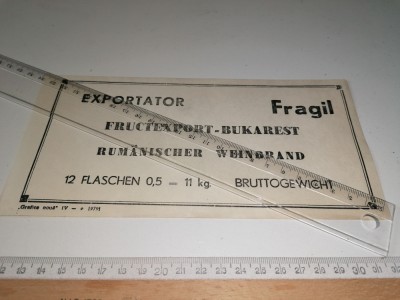 EXPORTATOR Fragil
FRUCTEXPORT-BUKAREST
RUMÄNISCHER WEINBRAND
12 FLASCHEN 0,5 — 11 kg. BRUTTOGEWICHT